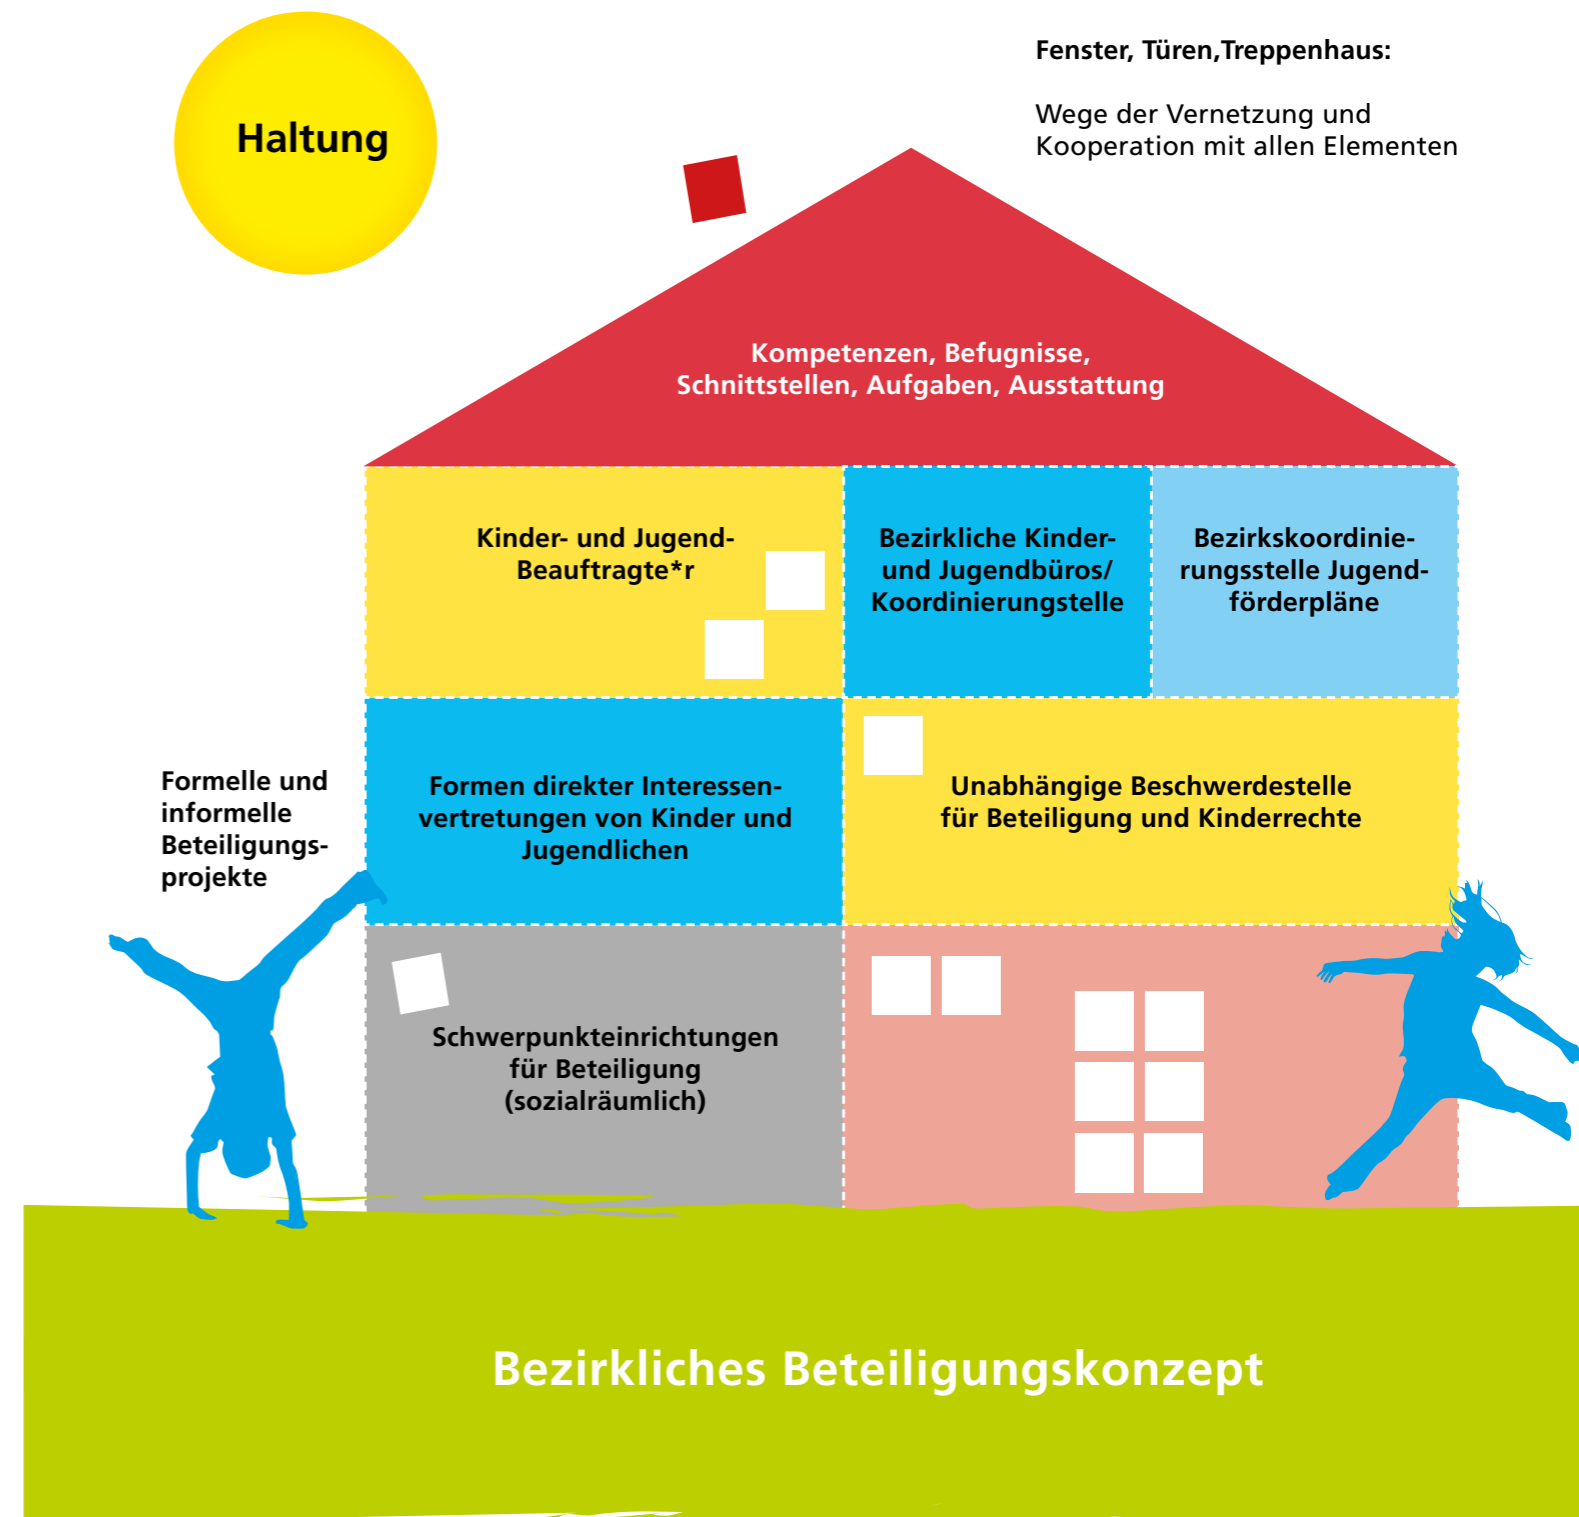 Haltung
Fenster, Türen,Treppenhaus:
Wege der Vernetzung und
Kooperation mit allen Elementen
Kompetenzen, Befugnisse,
Schnittstellen, Aufgaben, Ausstattung
Kinder- und Jugend-
Beauftragte*r
Bezirkliche Kinder-
und Jugendbüros/
Koordinierungstelle
Bezirkskoordinie-
rungsstelle Jugend-
förderpläne
Formelle und
informelle
Beteiligungs-
projekte
Formen direkter Interessen-
vertretungen von Kinder und
Jugendlichen
Unabhängige Beschwerdestelle
für Beteiligung und Kinderrechte
Schwerpunkteinrichtungen
für Beteiligung
(sozialräumlich)
Bezirkliches Beteiligungskonzept